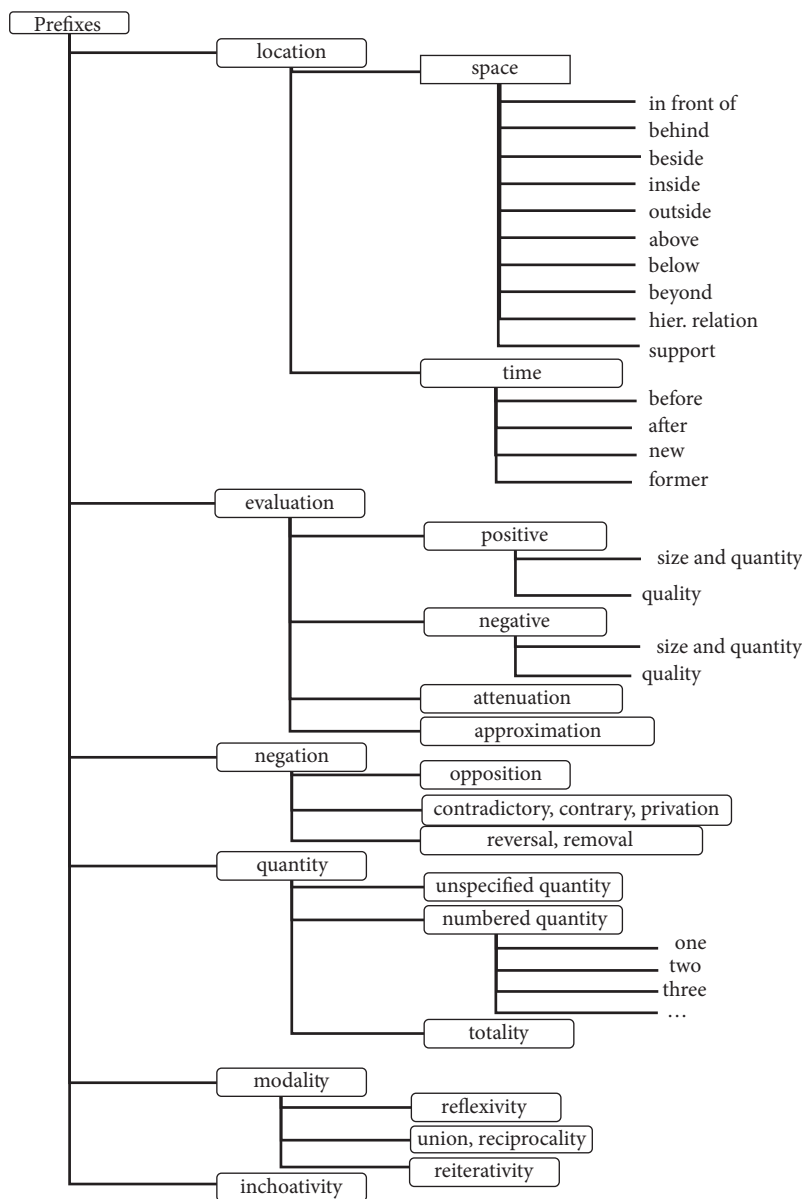 Prefixes
location
space
in front of
behind
beside
inside
outside
above
below
beyond
hier. relation
support
time
before
after
new
former
evaluation
positive
size and quantity
quality
negative
size and quantity
quality
attenuation
approximation
negation
opposition
contradictory, contrary, privation
reversal, removal
quantity
unspecified quantity
numbered quantity
one
two
three
…
totality
modality
reflexivity
union, reciprocality
reiterativity
inchoativity